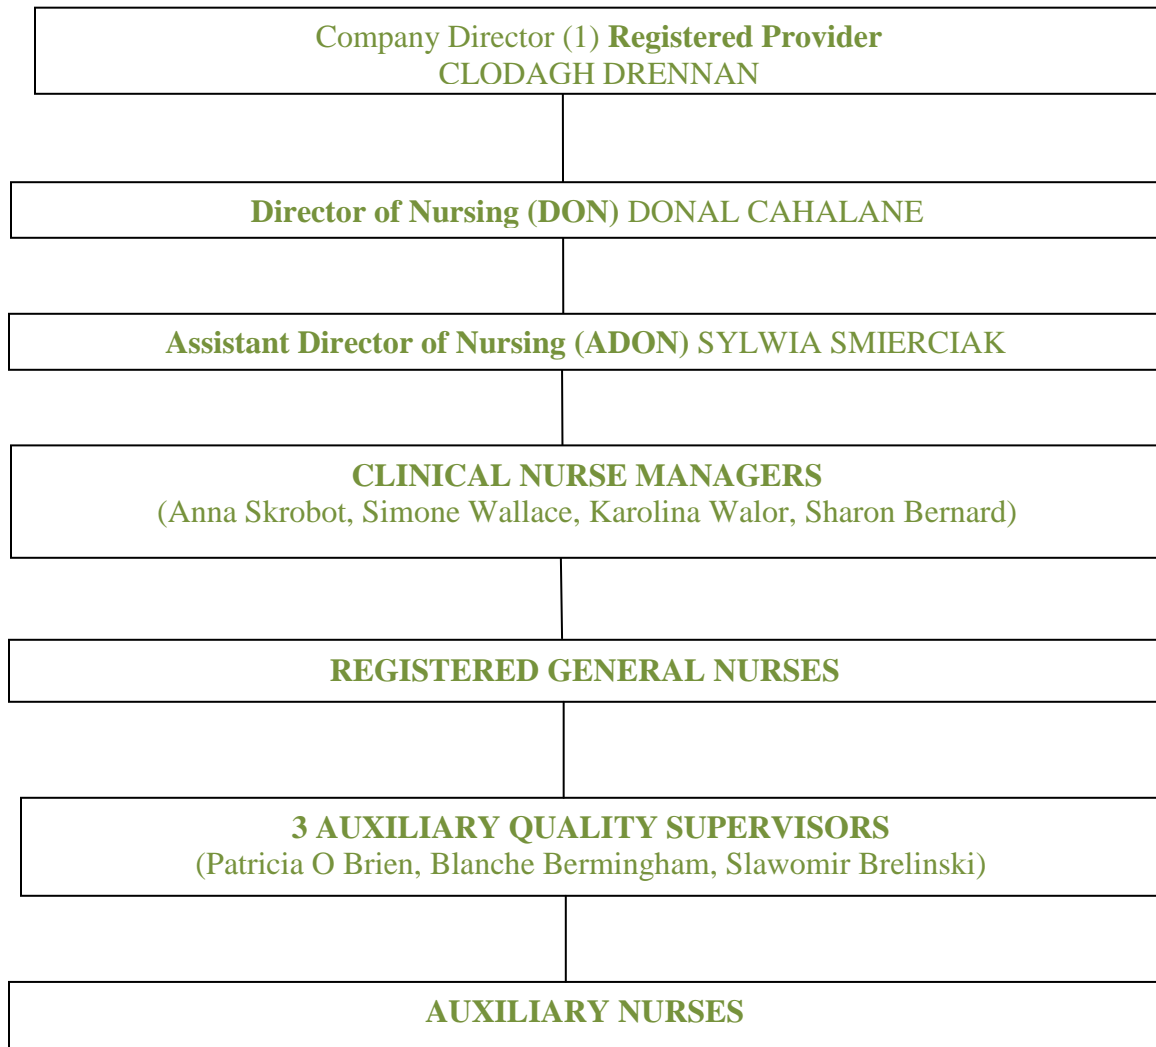 Company Director (1) Registered Provider
CLODAGH DRENNAN
Director of Nursing (DON) DONAL CAHALANE
Assistant Director of Nursing (ADON) SYLWIA SMIERCIAK
CLINICAL NURSE MANAGERS
(Anna Skrobot, Simone Wallace, Karolina Walor, Sharon Bernard)
REGISTERED GENERAL NURSES
3 AUXILIARY QUALITY SUPERVISORS
(Patricia O Brien, Blanche Bermingham, Slawomir Brelinski)
AUXILIARY NURSES